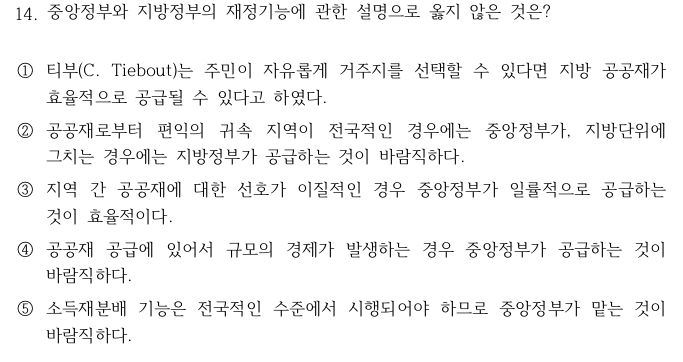 14. 중앙정부와 지방정부의 재정기능에 관한 설명으로 옳지 않은 것은?
① 티부(C. Tiebout)는 주민이 자유롭게 거주지를 선택할 수 있다면 지방 공공재가
효율적으로 공급될 수 있다고 하였다.
② 공공재로부터 편익의 귀속 지역이 전국적인 경우에는 중앙정부가, 지방단위에
그치는 경우에는 지방정부가 공급하는 것이 바람직하다.
③ 지역 간 공공재에 대한 선호가 이질적인 경우 중앙정부가 일률적으로 공급하는
것이 효율적이다.
④ 공공재 공급에 있어서 규모의 경제가 발생하는 경우 중앙정부가 공급하는 것이
바람직하다.
⑤ 소득재분배 기능은 전국적인 수준에서 시행되어야 하므로 중앙정부가 맡는 것이
바람직하다.